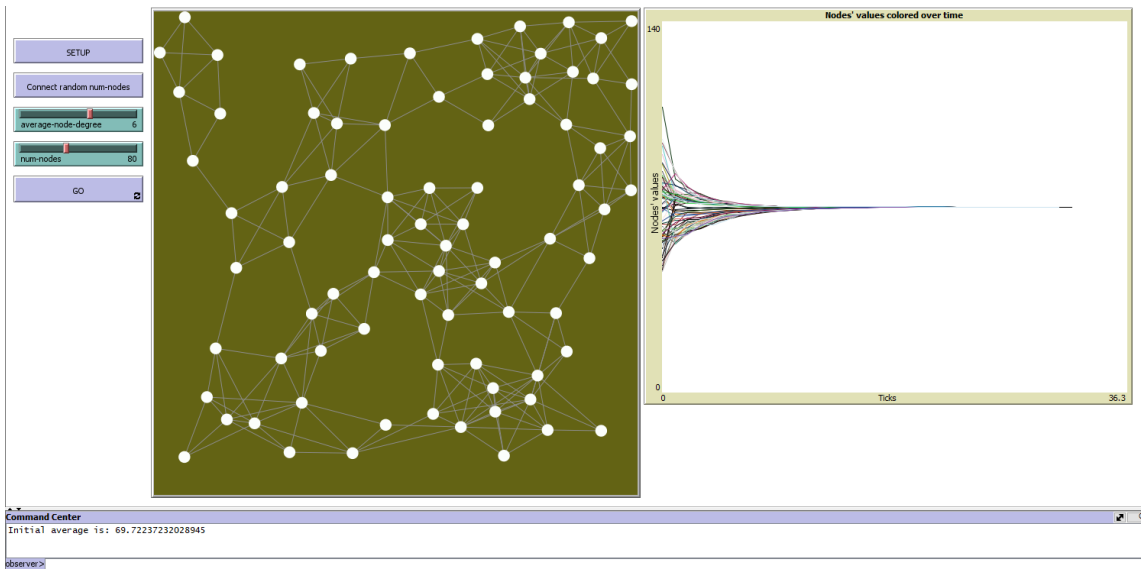 SETUP
Connect random num-nodes
average-node-degree 6
num-nodes 80
GO
Nodes' values colored over time
140
Nodes' values
0
0 Ticks 36.3
Command Center
Initial average is: 69.72237232028945
observer>